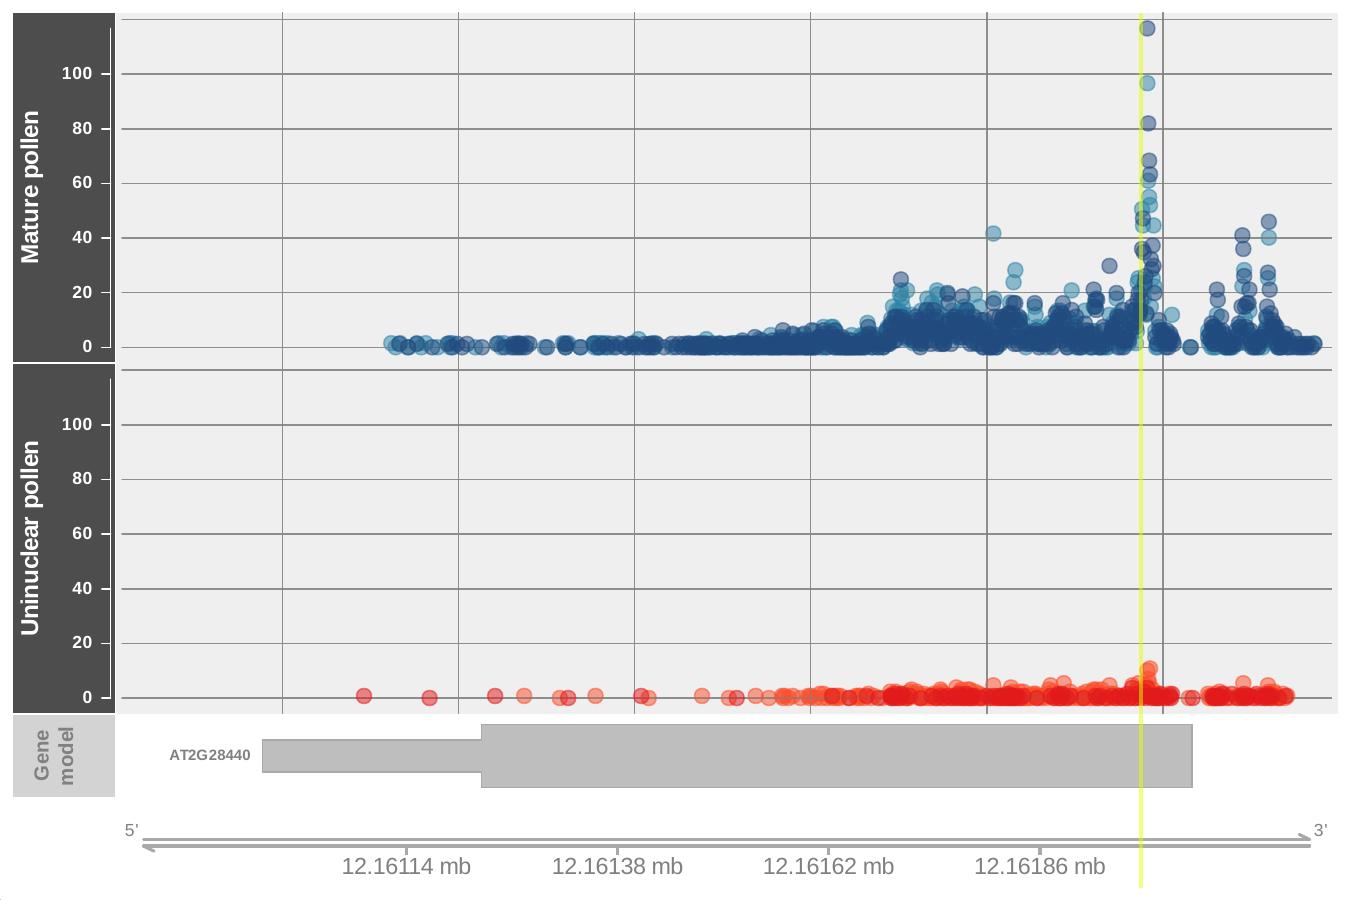 Mature pollen
100
80
60
40
20
0
Uninuclear pollen
100
80
60
40
20
0
Gene
model
AT2G28440
5'
3'
12.16114 mb
12.16138 mb
12.16162 mb
12.16186 mb